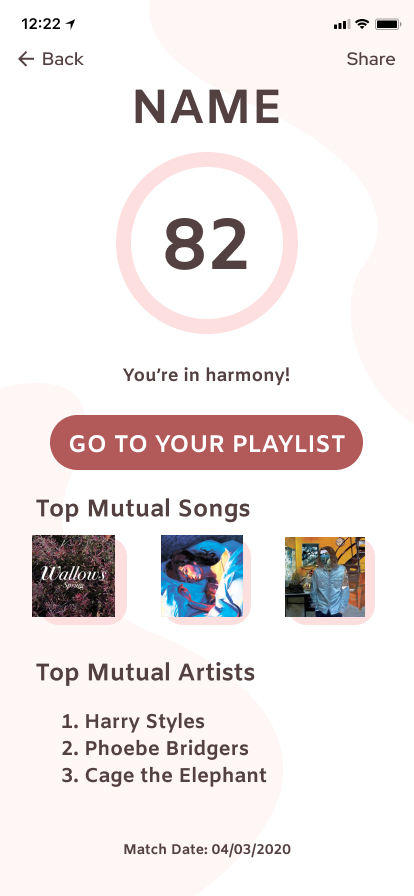 12:22
Back
Share
NAME
82
You’re in harmony!
GO TO YOUR PLAYLIST
Top Mutual Songs
Wallows
Spring
Top Mutual Artists
1. Harry Styles
2. Phoebe Bridgers
3. Cage the Elephant
Match Date: 04/03/2020